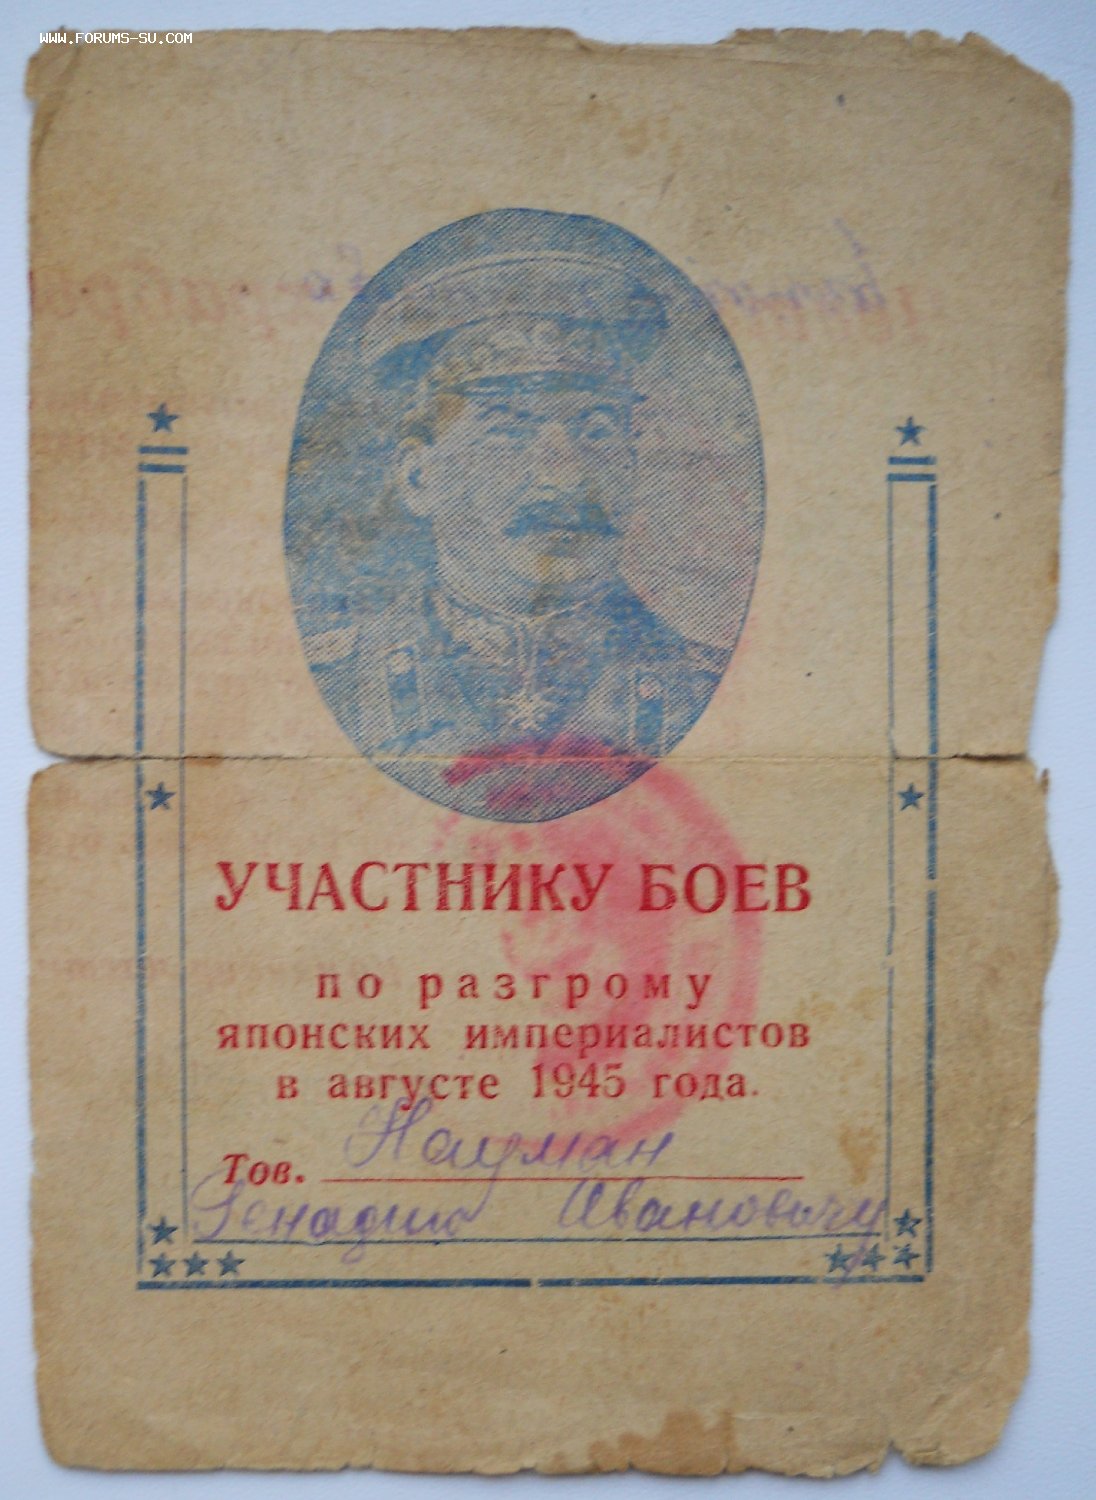 WWW.FORUMS-SU.COM
УЧАСТНИКУ БОЕВ
по разгрому
японских империалистов
в августе 1945 года.
Тов. Науман
Генадию Ивановичу